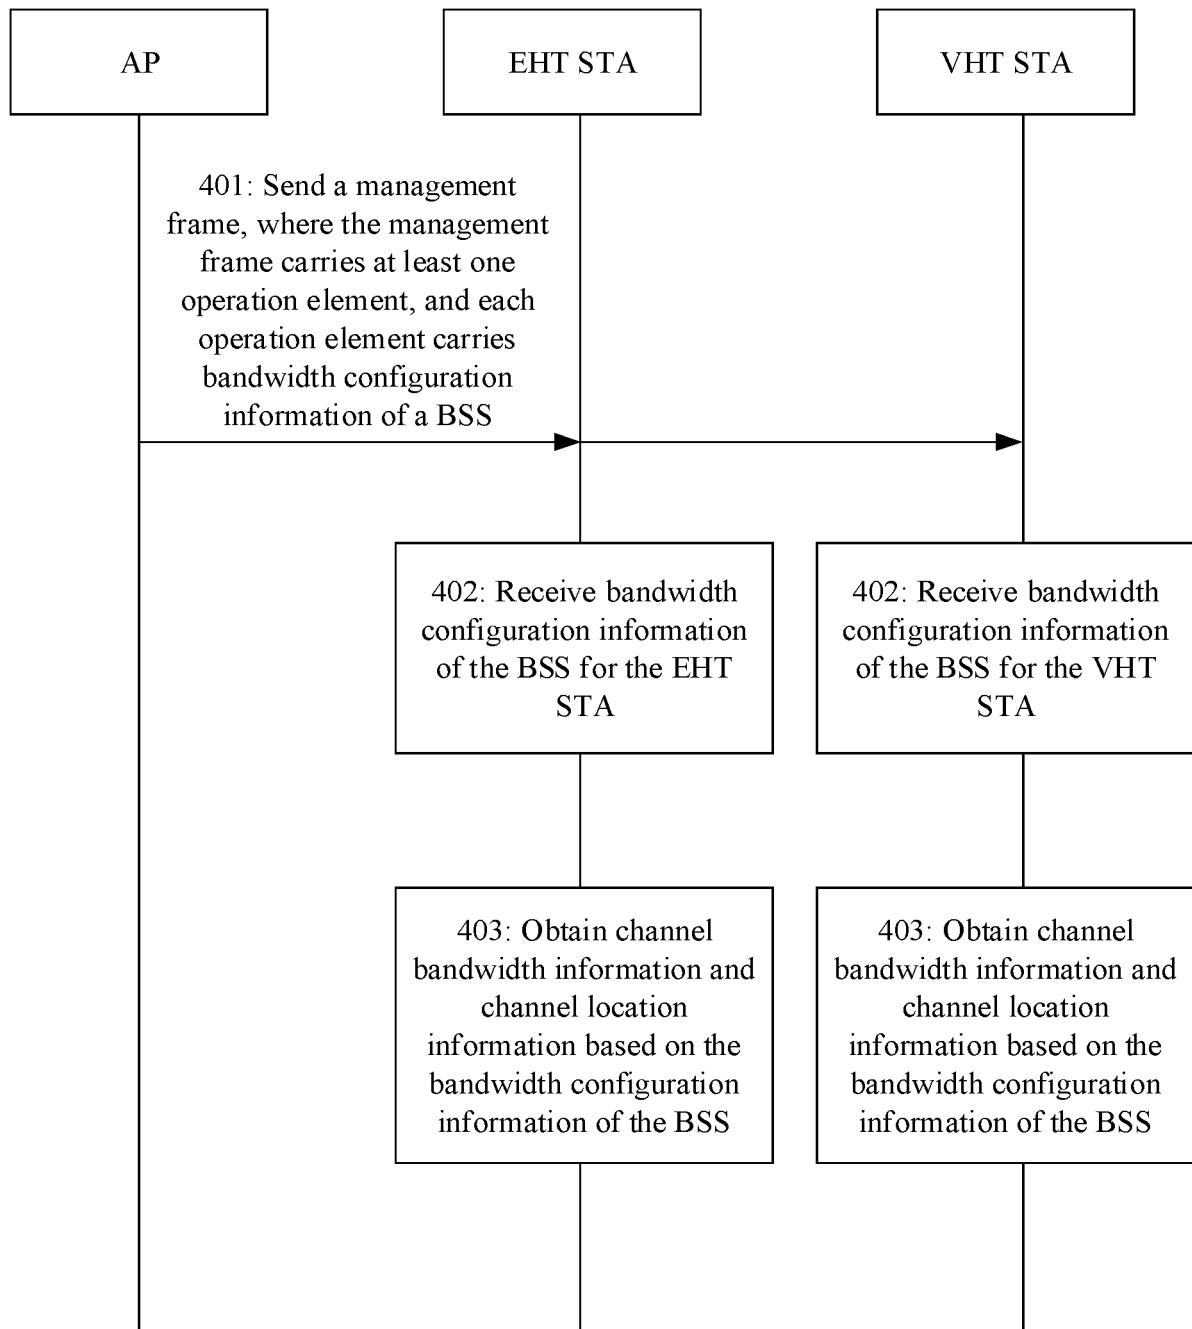 AP
EHT STA
VHT STA
401: Send a management
frame, where the management
frame carries at least one
operation element, and each
operation element carries
bandwidth configuration
information of a BSS
402: Receive bandwidth
configuration information
of the BSS for the EHT
STA
402: Receive bandwidth
configuration information
of the BSS for the VHT
STA
403: Obtain channel
bandwidth information and
channel location
information based on the
bandwidth configuration
information of the BSS
403: Obtain channel
bandwidth information and
channel location
information based on the
bandwidth configuration
information of the BSS